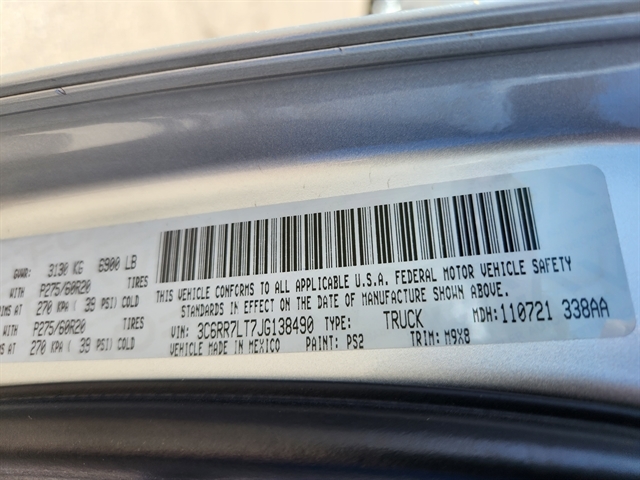 GVWR: 3130 KG 6900 LB
WITH P275/60R20 TIRES
RIMS AT 270 KPA ( 39 PSI) COLD
WITH P275/60R20 TIRES
RIMS AT 270 KPA ( 39 PSI) COLD
THIS VEHICLE CONFORMS TO ALL APPLICABLE U.S.A. FEDERAL MOTOR VEHICLE SAFETY
STANDARDS IN EFFECT ON THE DATE OF MANUFACTURE SHOWN ABOVE.
VIN: 3C6RR7LT7JG138490 TYPE: TRUCK MDH: 110721 338AA
VEHICLE MADE IN MEXICO PAINT: PS2 TRIM: M9X8